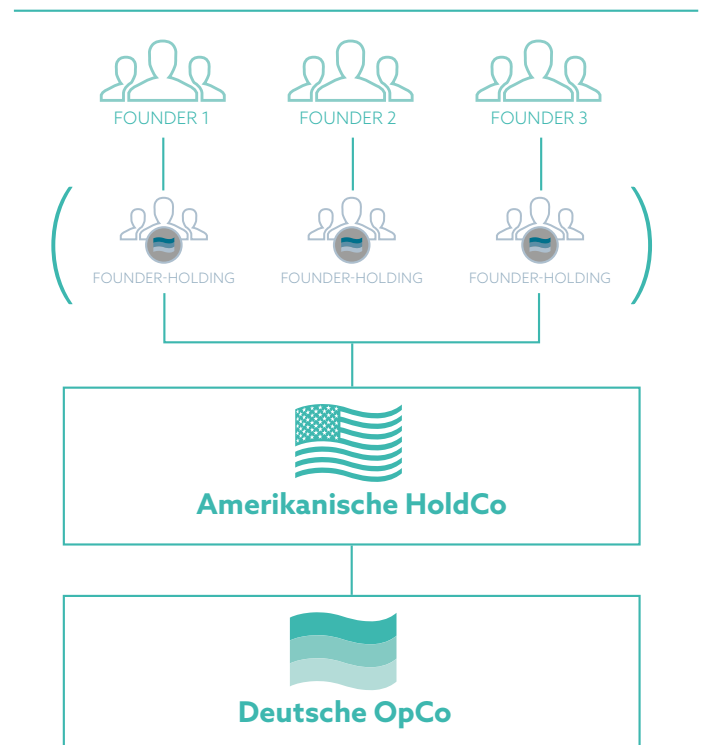 FOUNDER 1
FOUNDER 2
FOUNDER 3
FOUNDER-HOLDING
FOUNDER-HOLDING
FOUNDER-HOLDING
Amerikanische HoldCo
Deutsche OpCo